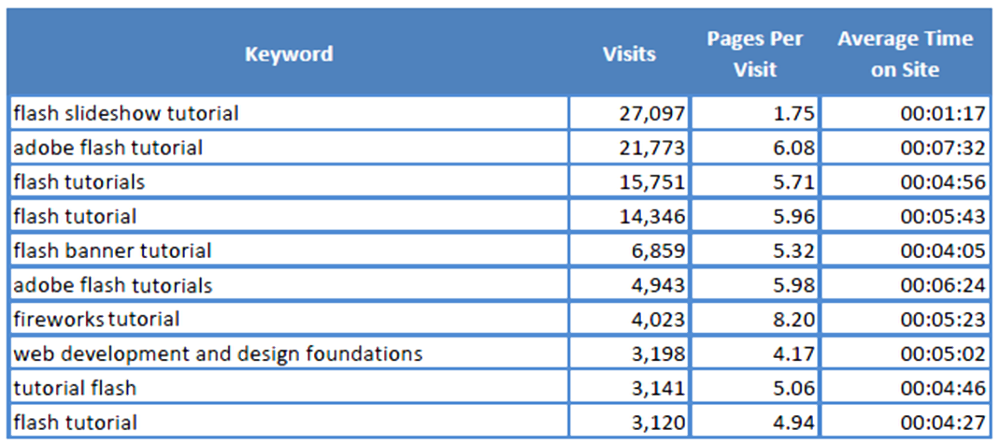 Keyword Visits Pages Per Visit Average Time on Site
flash slideshow tutorial 27,097 1.75 00:01:17
adobe flash tutorial 21,773 6.08 00:07:32
flash tutorials 15,751 5.71 00:04:56
flash tutorial 14,346 5.96 00:05:43
flash banner tutorial 6,859 5.32 00:04:05
adobe flash tutorials 4,943 5.98 00:06:24
fireworks tutorial 4,023 8.20 00:05:23
web development and design foundations 3,198 4.17 00:05:02
tutorial flash 3,141 5.06 00:04:46
flash tutorial 3,120 4.94 00:04:27